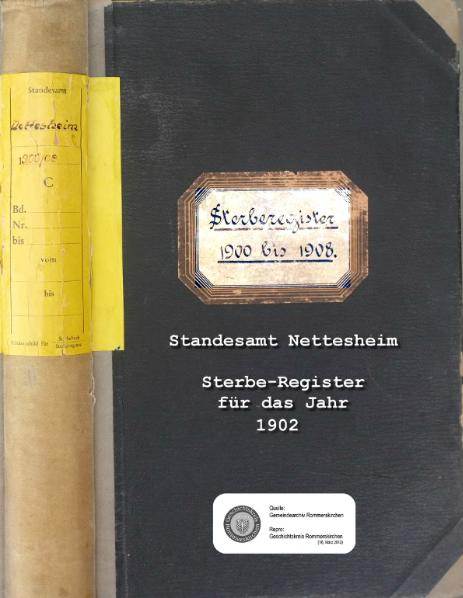 Standesamt
Nettesheim
1900/08
C
Bd.
Nr.
bis
vom
bis
Sterberegister
1900 bis 1908.
Standesamt Nettesheim
Sterbe-Register
für das Jahr
1902
Quelle:
Gemeindearchiv Rommerskirchen
Repro:
Geschichtskreis Rommerskirchen